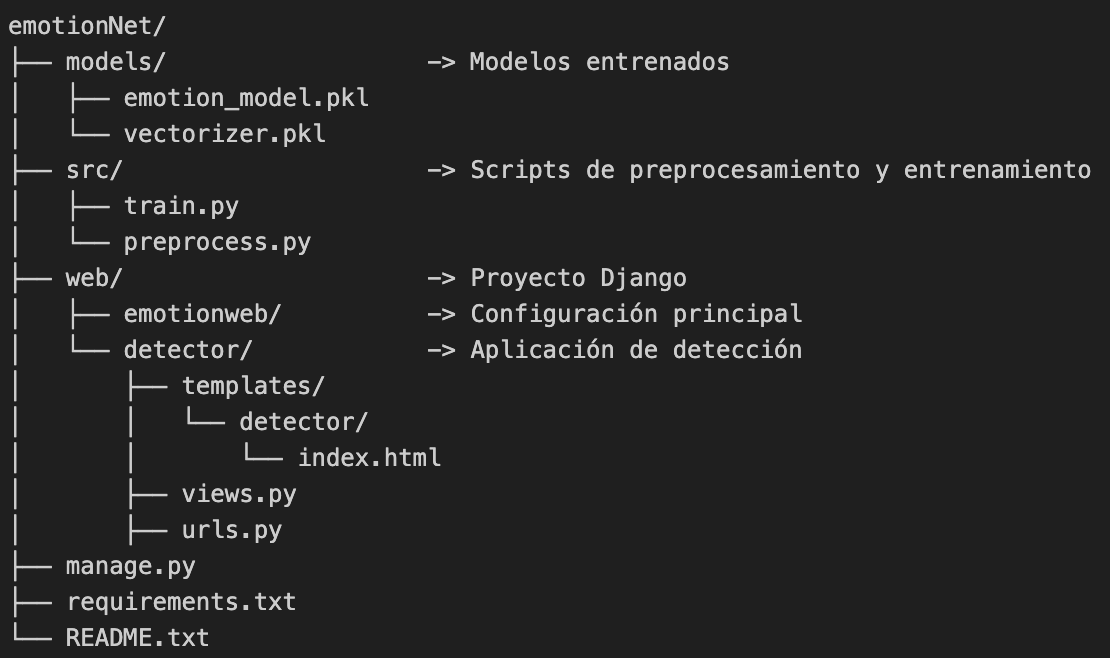 emotionNet/
├── models/                  -> Modelos entrenados
│   ├── emotion_model.pkl
│   └── vectorizer.pkl
├── src/                     -> Scripts de preprocesamiento y entrenamiento
│   ├── train.py
│   └── preprocess.py
├── web/                     -> Proyecto Django
│   ├── emotionweb/          -> Configuración principal
│   └── detector/            -> Aplicación de detección
│       ├── templates/
│       │   └── detector/
│       │       └── index.html
│       ├── views.py
│       ├── urls.py
├── manage.py
├── requirements.txt
└── README.txt